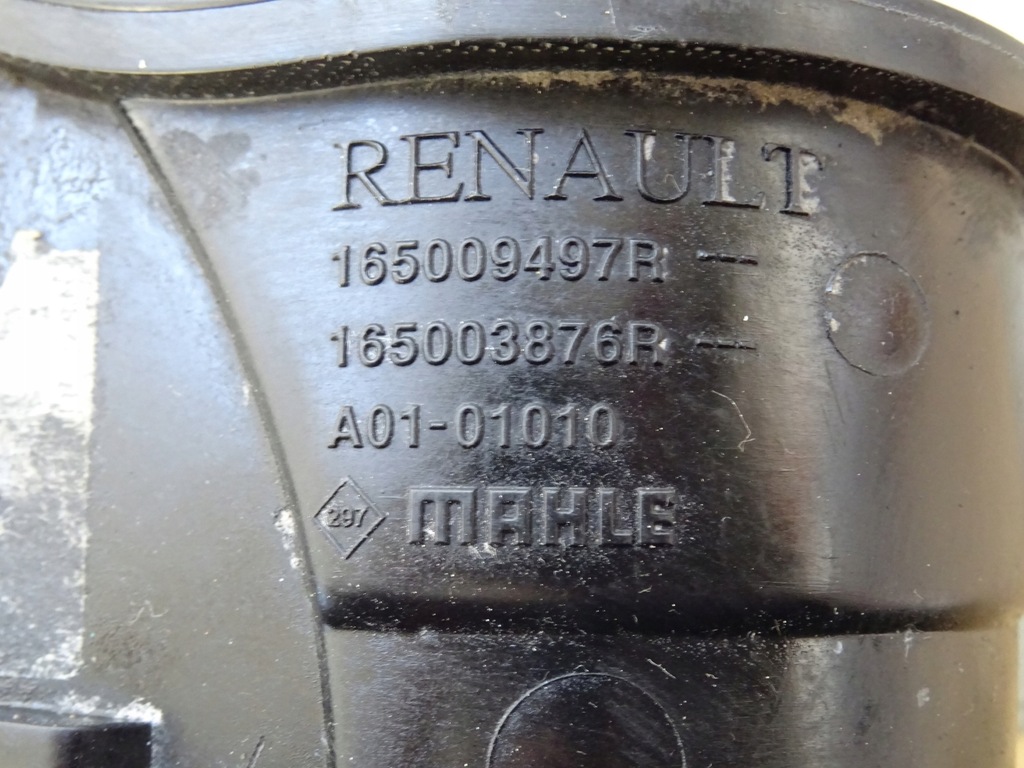 RENAULT
165009497R --
165003876R --
A01-01010
297 MAHLE